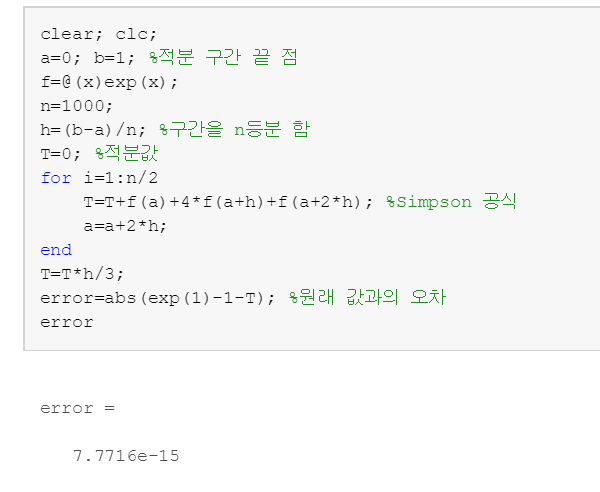 clear; clc;
a=0; b=1; %적분 구간 끝 점
f=@(x)exp(x);
n=1000;
h=(b-a)/n; %구간을 n등분 함
T=0; %적분값
for i=1:n/2
    T=T+f(a)+4*f(a+h)+f(a+2*h); %Simpson 공식
    a=a+2*h;
end
T=T*h/3;
error=abs(exp(1)-1-T); %원래 값과의 오차
error
error =
7.7716e-15